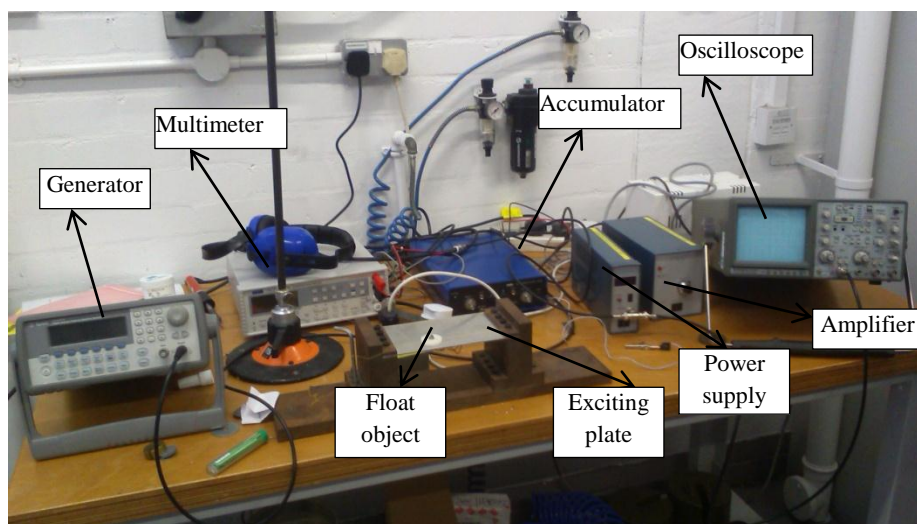 Oscilloscope
Accumulator
Multimeter
Generator
Amplifier
Power
supply
Float
object
Exciting
plate